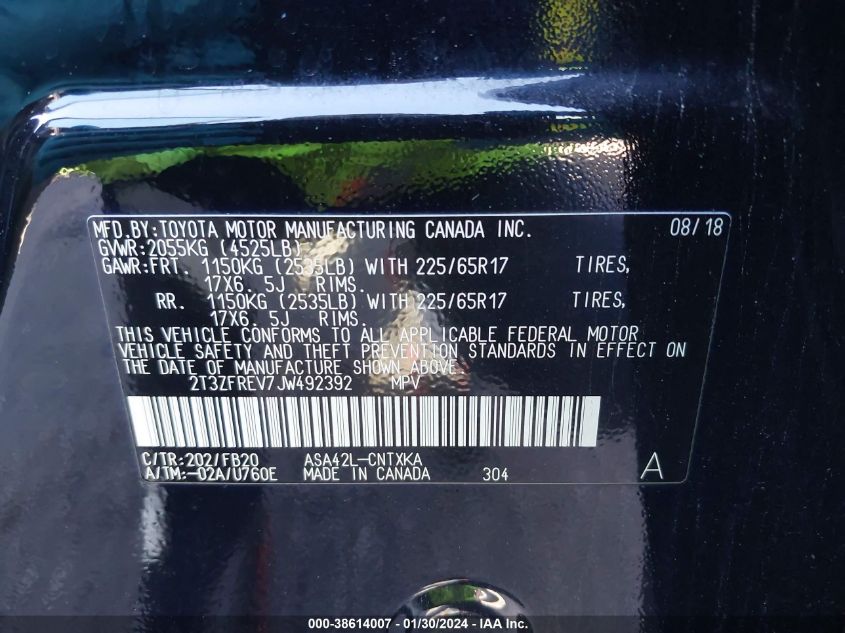 MFD.BY:TOYOTA MOTOR MANUFACTURING CANADA INC. 08/18
GVWR:2055KG (4525LB)
GAWR:FRT. 1150KG (2535LB) WITH 225/65R17 TIRES,
17X6. 5J RIMS.
RR. 1150KG (2535LB) WITH 225/65R17 TIRES,
17X6. 5J RIMS.
THIS VEHICLE CONFORMS TO ALL APPLICABLE FEDERAL MOTOR
VEHICLE SAFETY AND THEFT PREVENTION STANDARDS IN EFFECT ON
THE DATE OF MANUFACTURE SHOWN ABOVE.
2T3ZFREV7JW492392 MPV
C/TR:202/FB20 ASA42L-CNTXKA
A/TM:-02A/U760E MADE IN CANADA 304 A
000-38614007 - 01/30/2024 - IAA Inc.